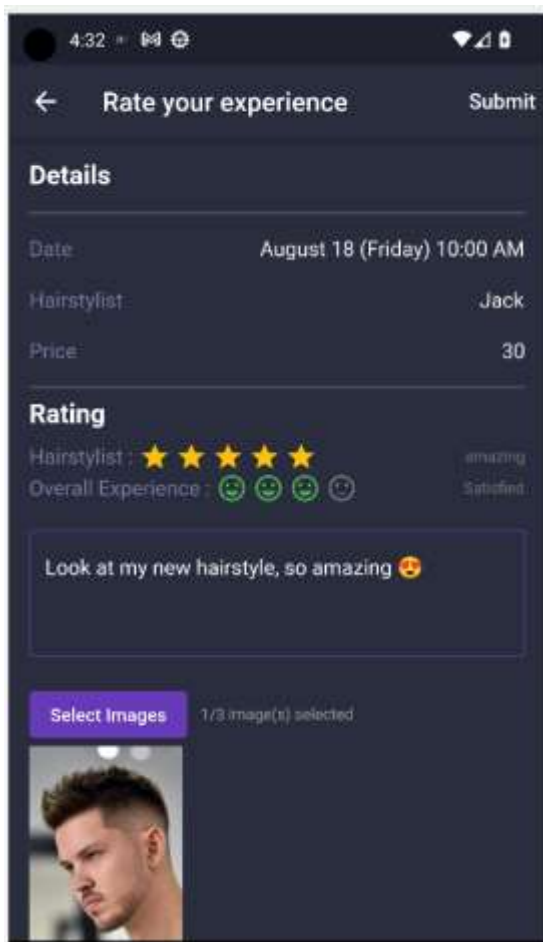 4:32
Rate your experience Submit
Details
Date August 18 (Friday) 10:00 AM
Hairstylist Jack
Price 30
Rating
Hairstylist : amazing
Overall Experience : Satisfied
Look at my new hairstyle, so amazing 😍
Select Images 1/3 image(s) selected